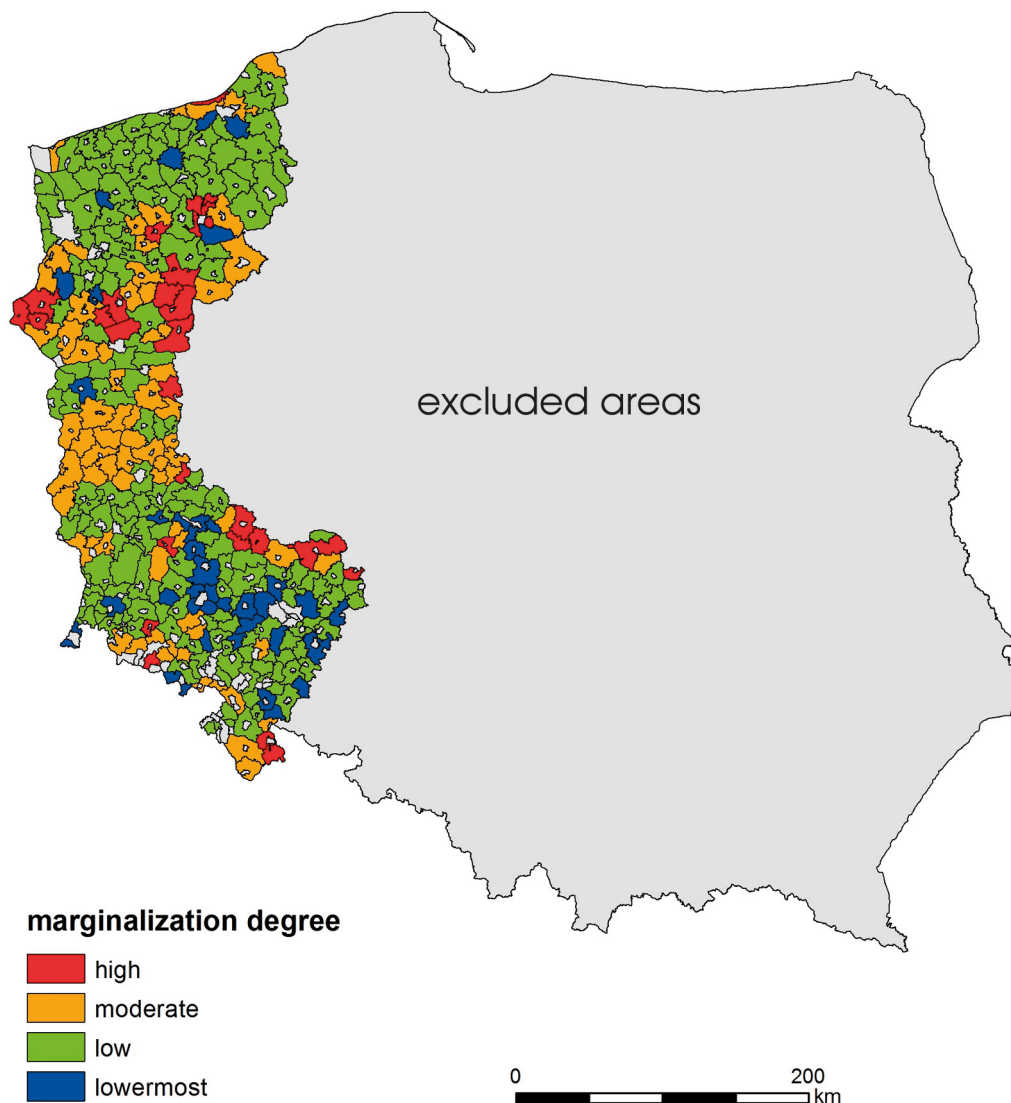 excluded areas
marginalization degree
high
moderate
low
lowermost
0 200
km